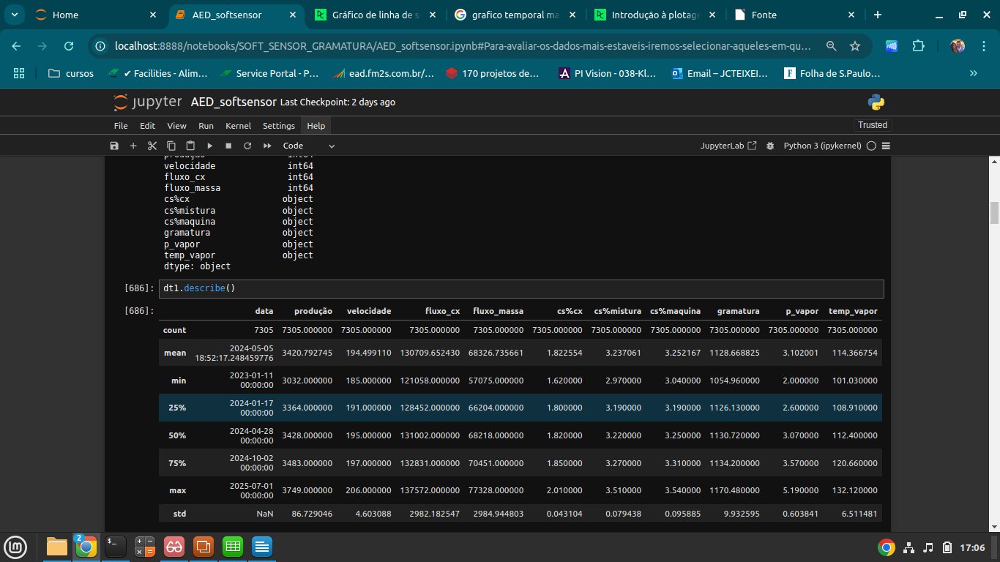 Home
AED_softsensor
Gráfico de linha de s
grafico temporal ma
Introdução à plotage
Fonte
localhost:8888/notebooks/SOFT_SENSOR_GRAMATURA/AED_softsensor.ipynb#Para-avaliar-os-dados-mais-estaveis-iremos-selecionar-aqueles-em-qu...
cursos
✔ Facilities - Alim...
Service Portal - P...
ead.fm2s.com.br/...
170 projetos de...
PI Vision - 038-Kl...
Email – JCTEIXEI...
Folha de S.Paulo...
»
jupyter AED_softsensor Last Checkpoint: 2 days ago
File Edit View Run Kernel Settings Help
Trusted
Code
JupyterLab
Python 3 (ipykernel)
produção int64
velocidade int64
fluxo_cx int64
fluxo_massa int64
cs%cx object
cs%mistura object
cs%maquina object
gramatura object
p_vapor object
temp_vapor object
dtype: object
[686]: dt1.describe()
[686]: data produção velocidade fluxo_cx fluxo_massa cs%cx cs%mistura cs%maquina gramatura p_vapor temp_vapor
count 7305 7305.000000 7305.000000 7305.000000 7305.000000 7305.000000 7305.000000 7305.000000 7305.000000 7305.000000 7305.000000
mean 2024-05-05 18:52:17.248459776 3420.792745 194.499110 130709.652430 68326.735661 1.822554 3.237061 3.252167 1128.668825 3.102001 114.366754
min 2023-01-11 00:00:00 3032.000000 185.000000 121058.000000 57075.000000 1.620000 2.970000 3.040000 1054.960000 2.000000 101.030000
25% 2024-01-17 00:00:00 3364.000000 191.000000 128452.000000 66204.000000 1.800000 3.190000 3.190000 1126.130000 2.600000 108.910000
50% 2024-04-28 00:00:00 3428.000000 195.000000 131002.000000 68218.000000 1.820000 3.220000 3.250000 1130.720000 3.070000 112.400000
75% 2024-10-02 00:00:00 3483.000000 197.000000 132831.000000 70451.000000 1.850000 3.270000 3.310000 1134.200000 3.570000 120.660000
max 2025-07-01 00:00:00 3749.000000 206.000000 137572.000000 77328.000000 2.010000 3.510000 3.540000 1170.480000 5.190000 132.120000
std NaN 86.729046 4.603088 2982.182547 2984.944803 0.043104 0.079438 0.095885 9.932595 0.603841 6.511481
2
17:06